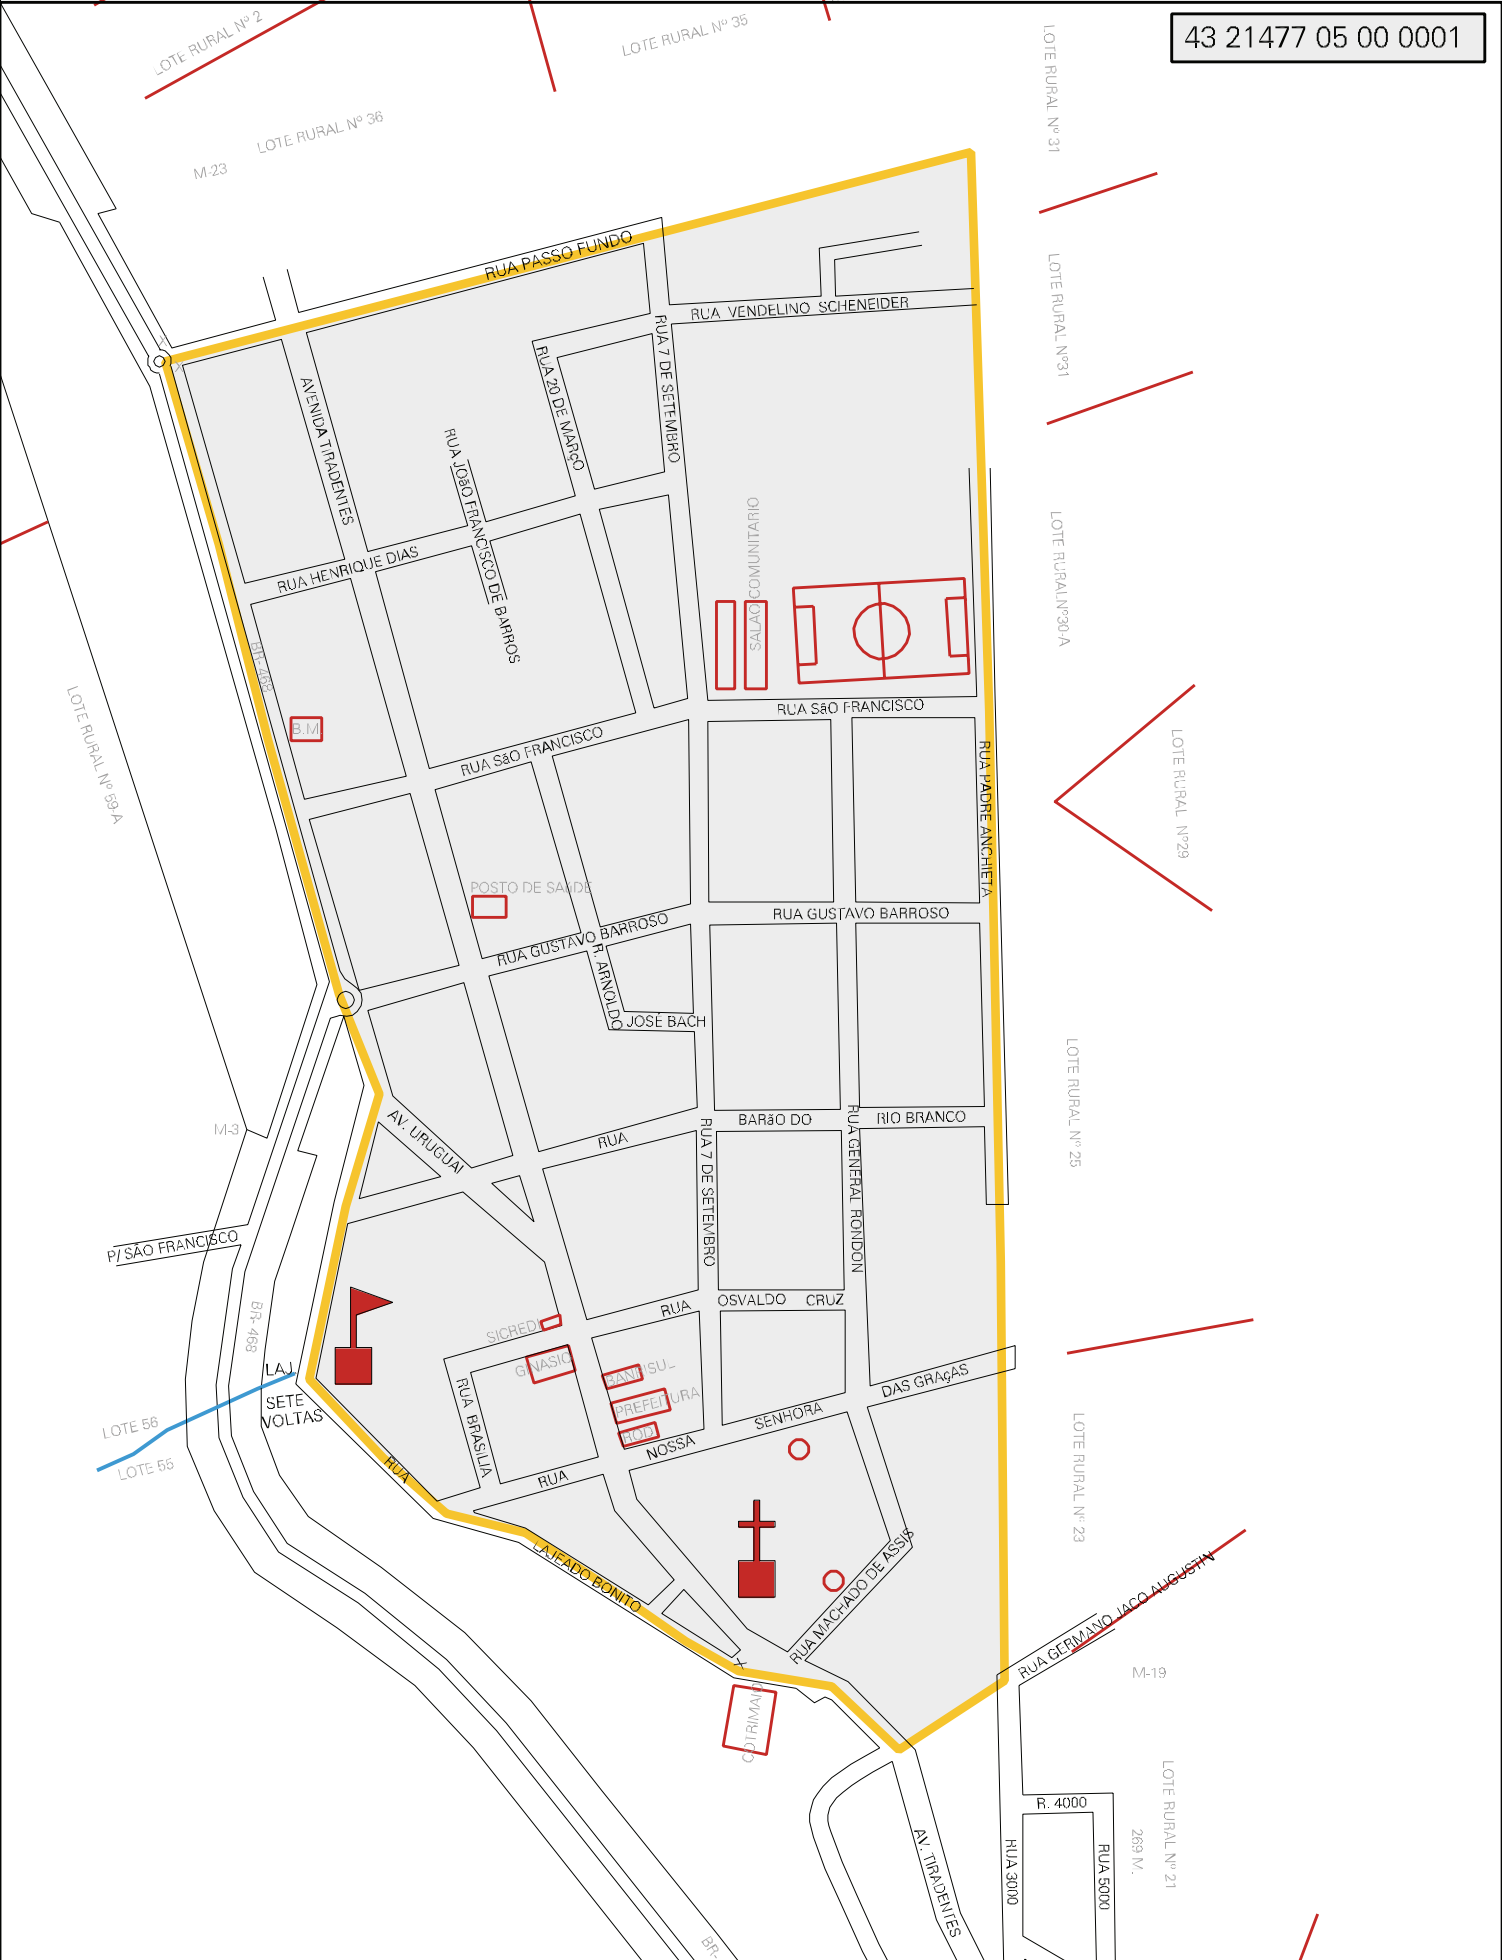 43 21477 05 00 0001
LOTE RURAL Nº 2
LOTE RURAL Nº 35
LOTE RURAL Nº 31
LOTE RURAL Nº 36
M-23
RUA PASSO FUNDO
RUA VENDELINO SCHENEIDER
LOTE RURAL Nº31
RUA 7 DE SETEMBRO
RUA 20 DE MARçO
AVENIDA TIRADENTES
RUA JOãO FRANCISCO DE BARROS
RUA HENRIQUE DIAS
SALAO COMUNITARIO
LOTE RURALNº30-A
BR-468
B.M
LOTE RURAL Nº 59-A
RUA SãO FRANCISCO
RUA SãO FRANCISCO
RUA PADRE ANCHIETA
LOTE RURAL Nº29
POSTO DE SAúDE
RUA GUSTAVO BARROSO
RUA GUSTAVO BARROSO
R. ARNOLDO
JOSÉ BACH
LOTE RURAL Nº 25
M-3
AV. URUGUAI
RUA
BARãO DO
RIO BRANCO
RUA 7 DE SETEMBRO
RUA GENERAL RONDON
P/ SÃO FRANCISCO
BR-468
RUA
OSVALDO CRUZ
SICREDI
GINASIO
BANRISUL
PREFEITURA
ROD.
LAJ.
SETE
VOLTAS
LOTE 56
LOTE 55
RUA BRASILIA
DAS GRAçAS
SENHORA
NOSSA
RUA
RUA
LAJEADO BONITO
LOTE RURAL Nº 23
RUA MACHADO DE ASSIS
RUA GERMANO JACO AUGUSTIN
M-19
COTRIMAIO
R. 4000
LOTE RURAL Nº 21
269 M.
AV. TIRADENTES
RUA 3000
RUA 5000
BR-